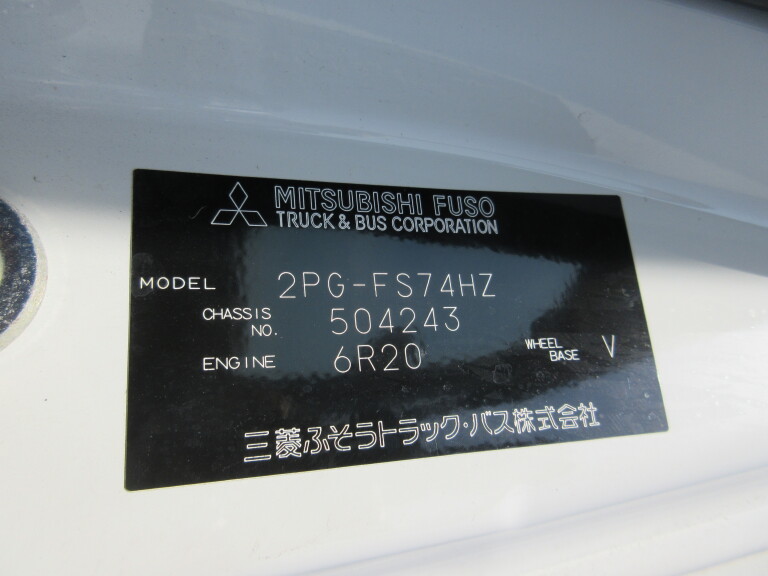 MITSUBISHI FUSO
TRUCK & BUS CORPORATION
MODEL 2PG-FS74HZ
CHASSIS NO. 504243
ENGINE 6R20 WHEEL BASE V
三菱ふそうトラック・バス株式会社